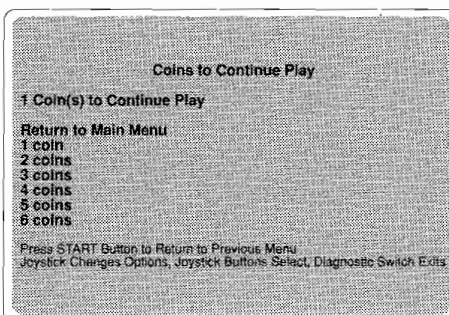 Coins to Continue Play
1 Coin(s) to Continue Play
Return to Main Menu
1 coin
2 coins
3 coins
4 coins
5 coins
6 coins
Press START Button to Return to Previous Menu
Joystick Changes Options, Joystick Buttons Select, Diagnostic Switch Exits